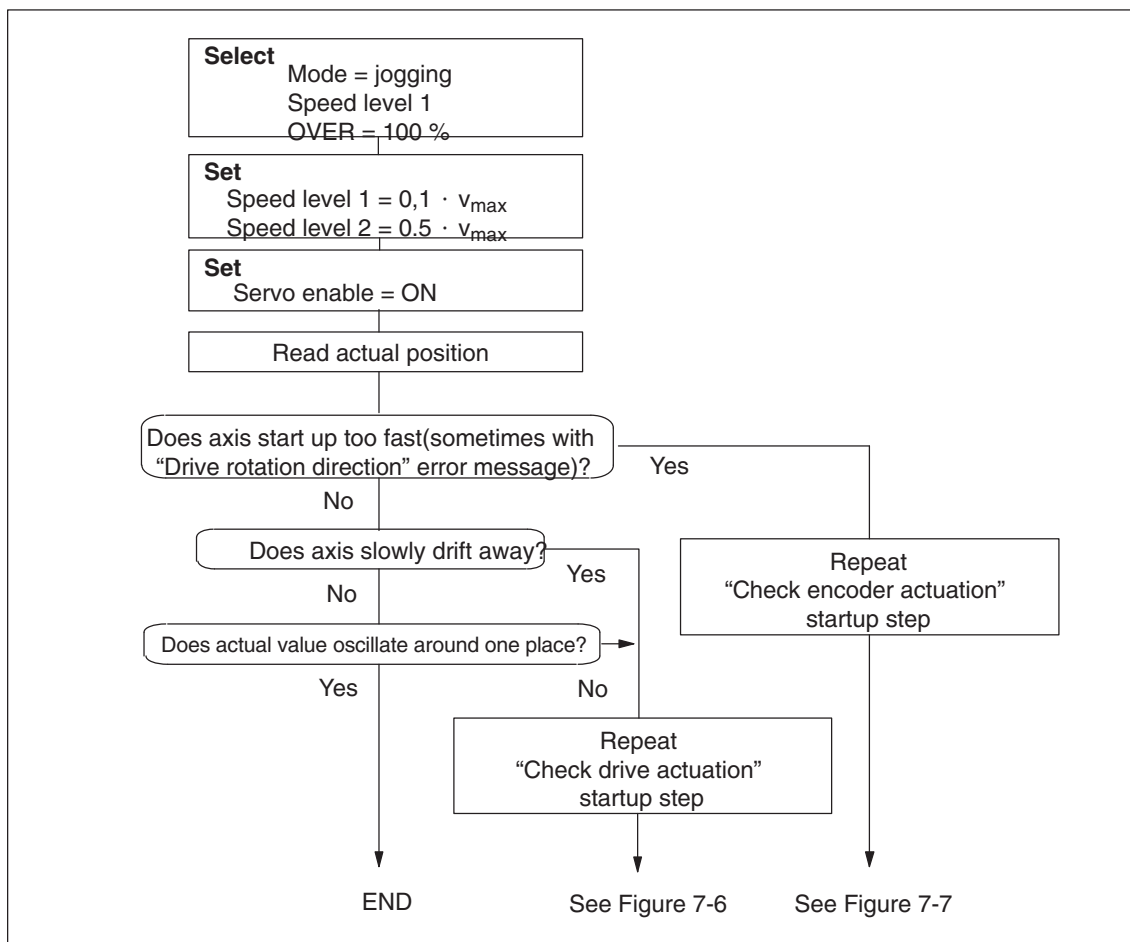 Select
Mode = jogging
Speed level 1
OVER = 100 %
Set
Speed level 1 = 0,1 · vmax
Speed level 2 = 0.5 · vmax
Set
Servo enable = ON
Read actual position
Does axis start up too fast(sometimes with
“Drive rotation direction” error message)?
Yes
No
Does axis slowly drift away?
Yes
No
Does actual value oscillate around one place?
Yes
No
Repeat
“Check encoder actuation”
startup step
Repeat
“Check drive actuation”
startup step
END
See Figure 7-6
See Figure 7-7